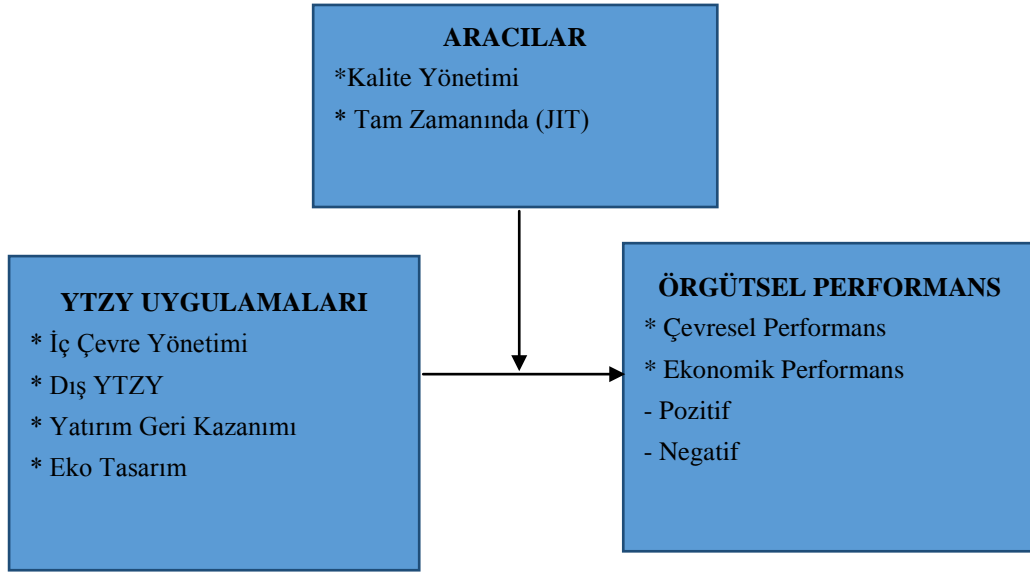 ARACILAR
*Kalite Yönetimi
* Tam Zamanında (JIT)
YTZY UYGULAMALARI
* İç Çevre Yönetimi
* Dış YTZY
* Yatırım Geri Kazanımı
* Eko Tasarım
ÖRGÜTSEL PERFORMANS
* Çevresel Performans
* Ekonomik Performans
- Pozitif
- Negatif